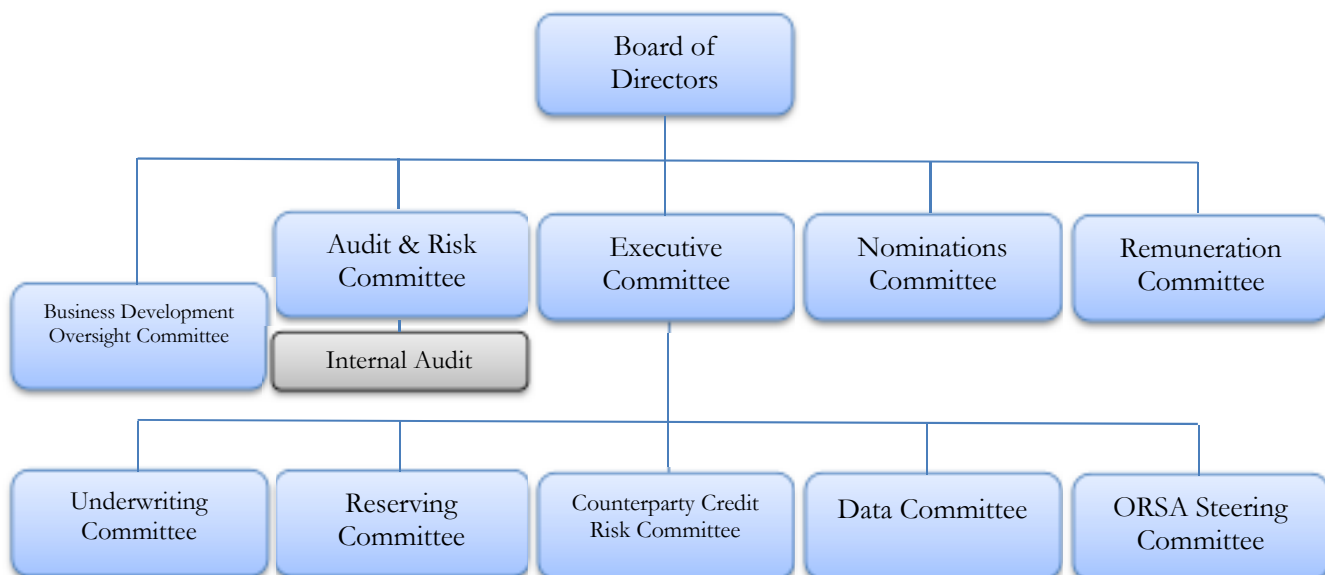 Board of
Directors
Audit & Risk
Committee
Executive
Committee
Nominations
Committee
Remuneration
Committee
Business Development
Oversight Committee
Internal Audit
Underwriting
Committee
Reserving
Committee
Counterparty Credit
Risk Committee
Data Committee
ORSA Steering
Committee